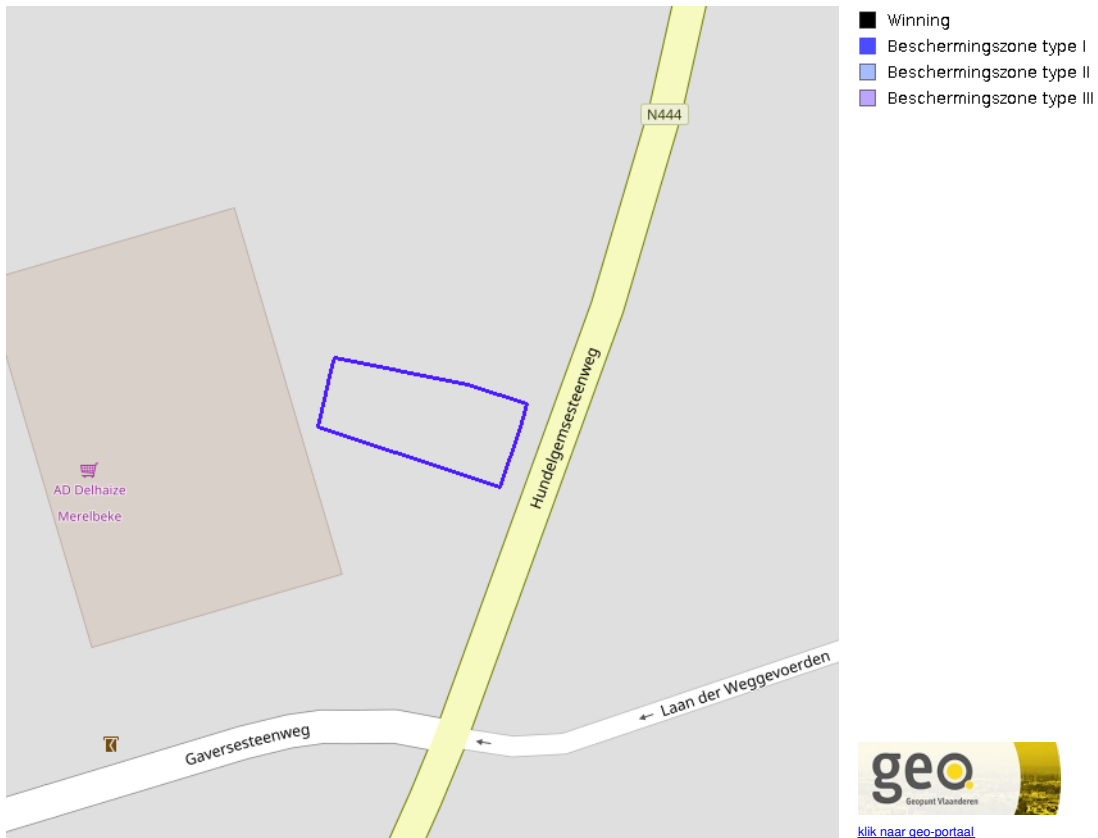 Winning
Beschermingszone type I
Beschermingszone type II
Beschermingszone type III
N444
Hundelgemsesteenweg
AD Delhaize
Merelbeke
Laan der Weggevoerden
Gaversesteenweg
geo.
Geopunt Vlaanderen
klik naar geo-portaal